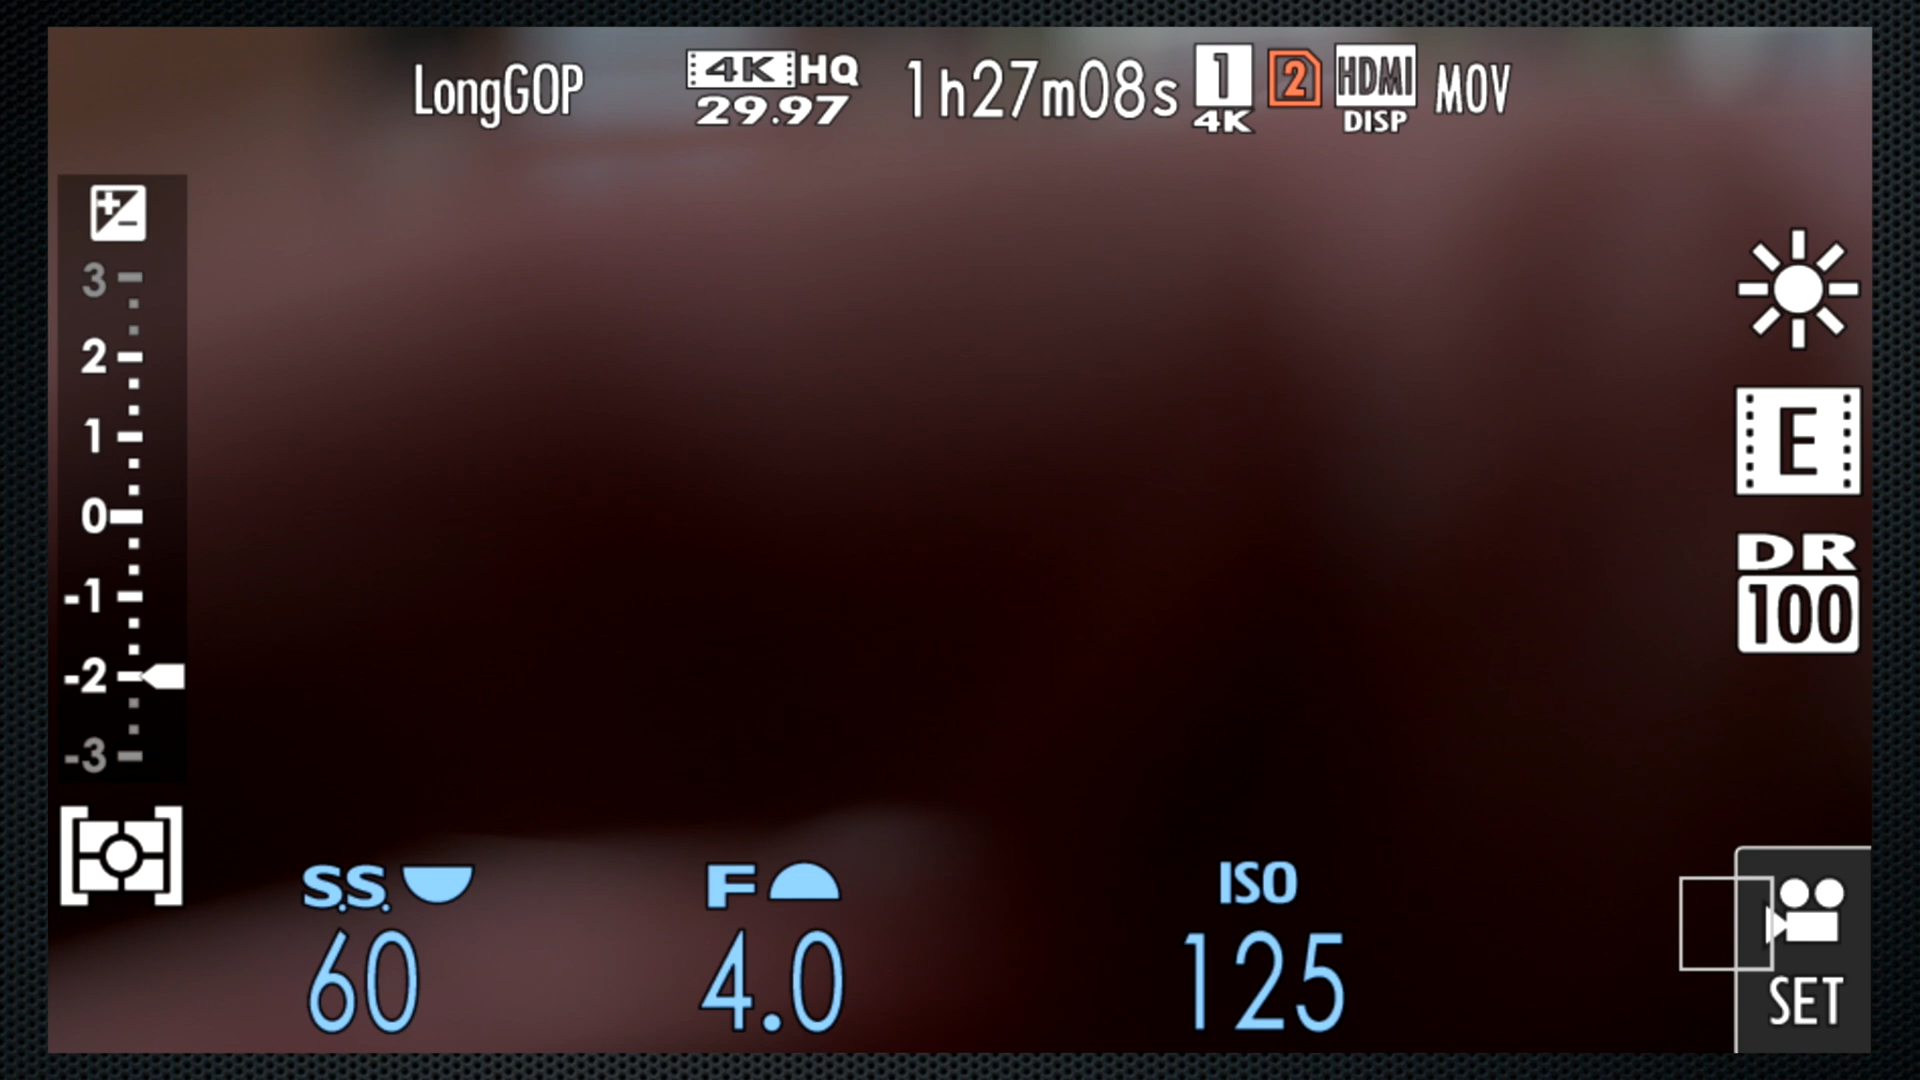 LongGOP
4K HQ
29.97
1h27m08s
1
4K
2
HDMI
DISP
MOV
3
2
1
0
-1
-2
-3
E
DR
100
S.S.
60
F
4.0
ISO
125
SET